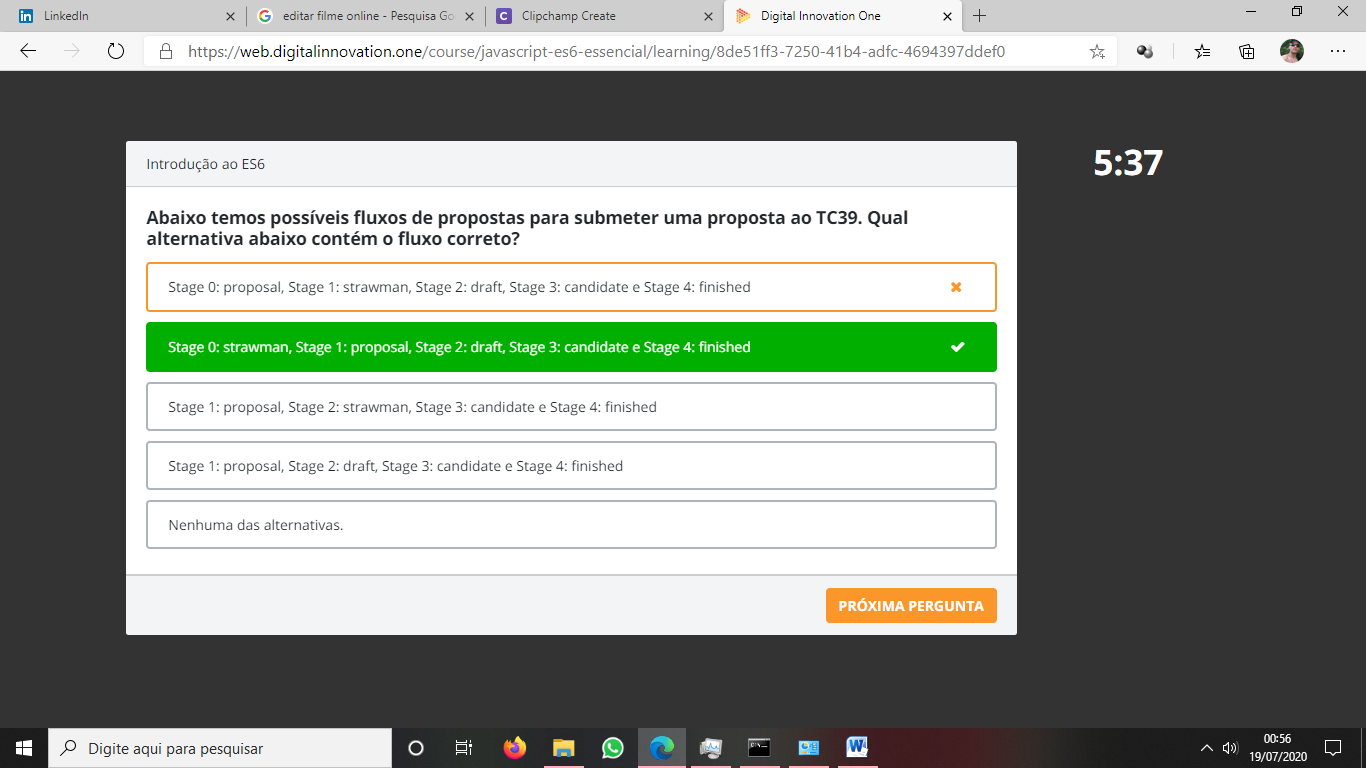 LinkedIn
editar filme online - Pesquisa Go
Clipchamp Create
Digital Innovation One
https://web.digitalinnovation.one/course/javascript-es6-essencial/learning/8de51ff3-7250-41b4-adfc-4694397ddef0
Introdução ao ES6
5:37
Abaixo temos possíveis fluxos de propostas para submeter uma proposta ao TC39. Qual
alternativa abaixo contém o fluxo correto?
Stage 0: proposal, Stage 1: strawman, Stage 2: draft, Stage 3: candidate e Stage 4: finished
Stage 0: strawman, Stage 1: proposal, Stage 2: draft, Stage 3: candidate e Stage 4: finished
Stage 1: proposal, Stage 2: strawman, Stage 3: candidate e Stage 4: finished
Stage 1: proposal, Stage 2: draft, Stage 3: candidate e Stage 4: finished
Nenhuma das alternativas.
PRÓXIMA PERGUNTA
Digite aqui para pesquisar
00:56
19/07/2020